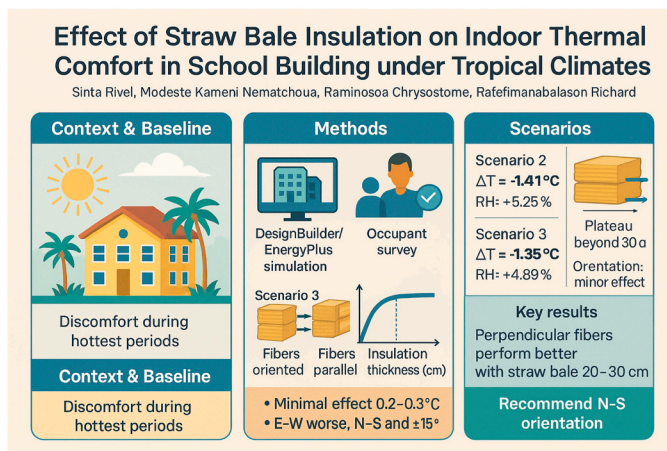 Effect of Straw Bale Insulation on Indoor Thermal
Comfort in School Building under Tropical Climates
Sinta Rivel, Modeste Kameni Nematchoua, Raminosoa Chrysostome, Rafefimanabalason Richard
Context & Baseline
Discomfort during
hottest periods
Context & Baseline
Discomfort during
hottest periods
Methods
DesignBuilder/
EnergyPlus
simulation
Occupant
survey
Scenario 3
Fibers
oriented
Fibers
parallel
Insulation
thickness (cm)
• Minimal effect 0.2–0.3°C
• E–W worse, N–S and ±15°
Scenarios
Scenario 2
ΔT = -1.41°C
RH: +5.25 %
Scenario 3
ΔT = -1.35°C
RH: +4.89 %
Plateau
beyond 30 α
Orentation:
minor effect
Key results
Perpendicular fibers
perform better
with straw bale 20–30 cm
Recommend N–S
orientation